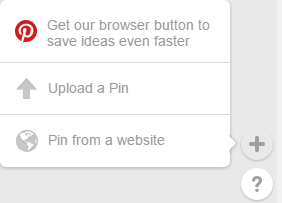 Get our browser button to
save ideas even faster
Upload a Pin
Pin from a website
+
?